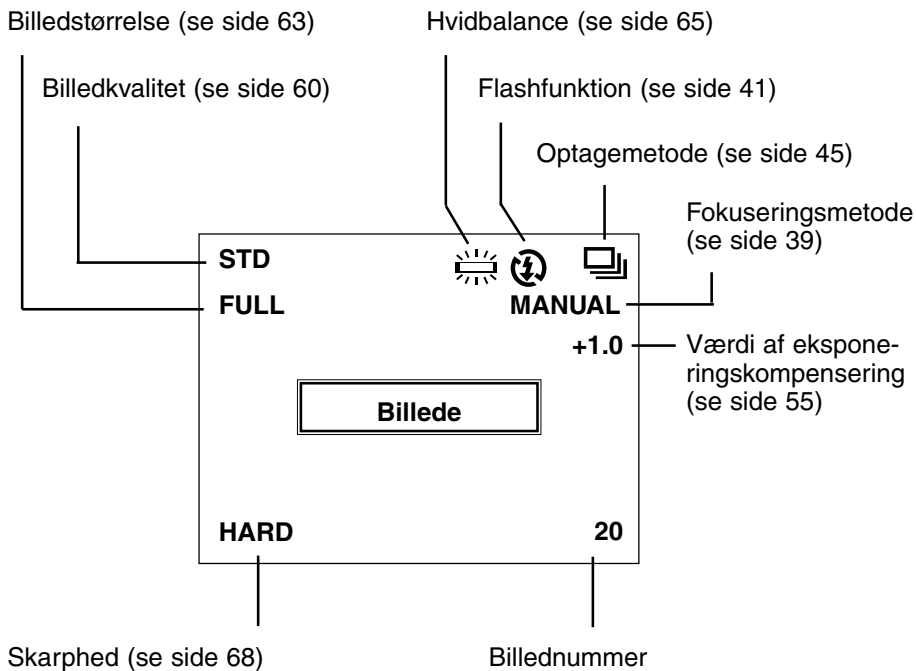 Billedstørrelse (se side 63)
Hvidbalance (se side 65)
Billedkvalitet (se side 60)
Flashfunktion (se side 41)
Optagemetode (se side 45)
Fokuseringsmetode
(se side 39)
STD
FULL
MANUAL
+1.0
Værdi af ekspone-
ringskompensering
(se side 55)
Billede
HARD
20
Skarphed (se side 68)
Billednummer